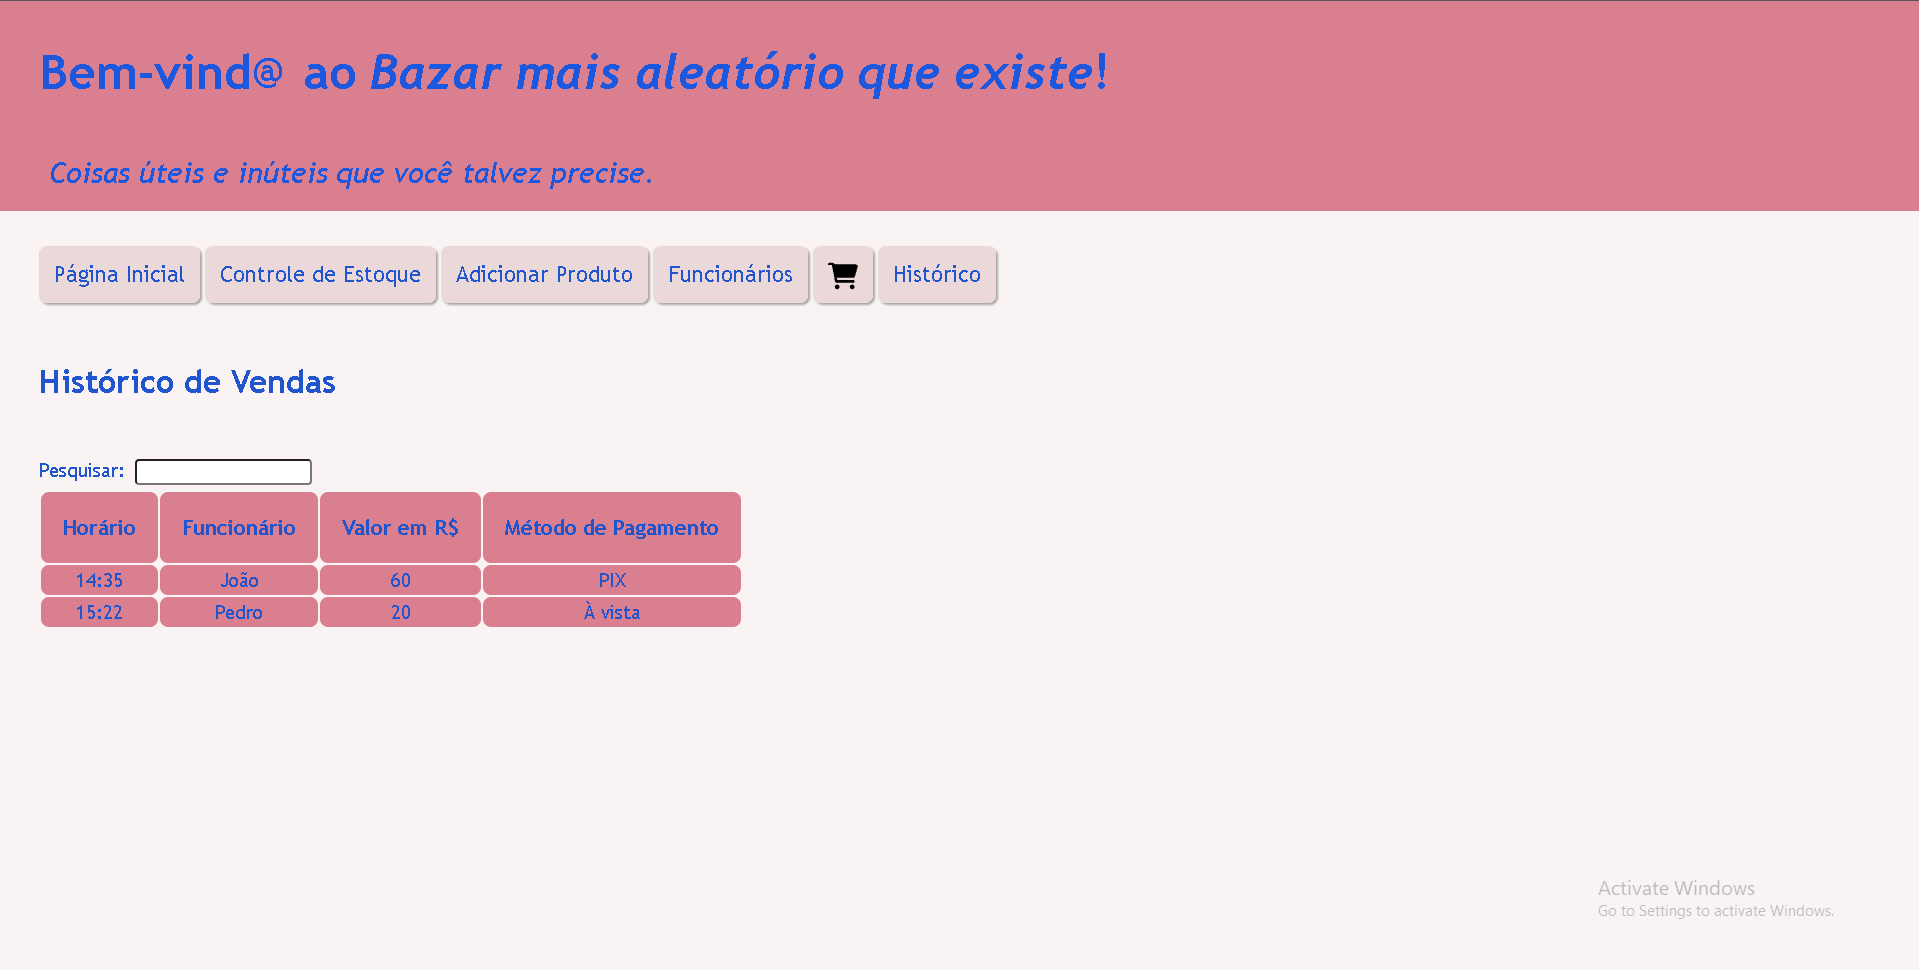 Bem-vind@ ao Bazar mais aleatório que existe!
Coisas úteis e inúteis que você talvez precise.
Página Inicial Controle de Estoque Adicionar Produto Funcionários Histórico
Histórico de Vendas
Pesquisar:
Horário Funcionário Valor em R$ Método de Pagamento
14:35 João 60 PIX
15:22 Pedro 20 À vista
Activate Windows
Go to Settings to activate Windows.